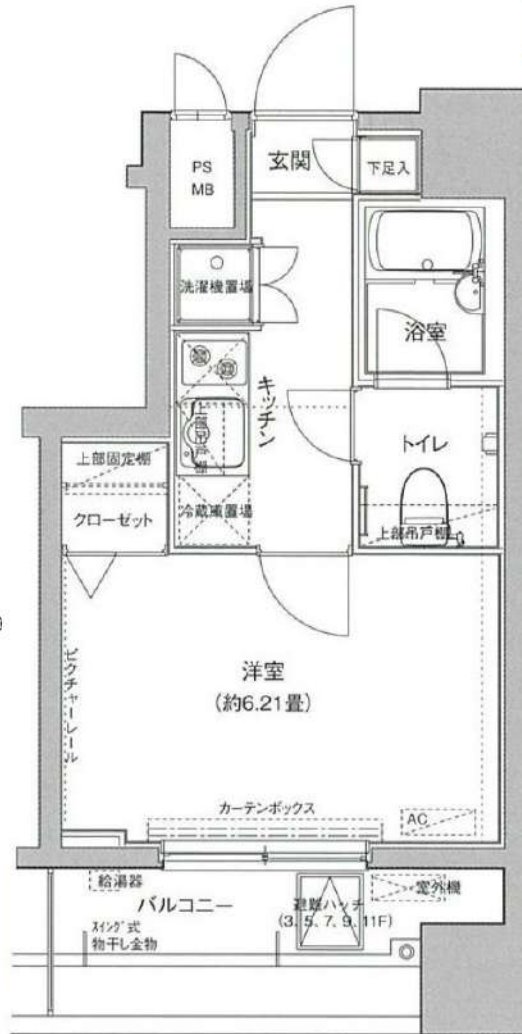 PS
MB
玄関
下足入
洗濯機置場
浴室
キッチン
上部吊戸棚
トイレ
上部固定棚
クローゼット
冷蔵庫置場
上部吊戸棚
洋室
(約6.21畳)
ピクチャーレール
カーテンボックス
AC
給湯器
バルコニー
避難ハッチ
(3、5、7、9、11F)
室外機
スイング式
物干し金物